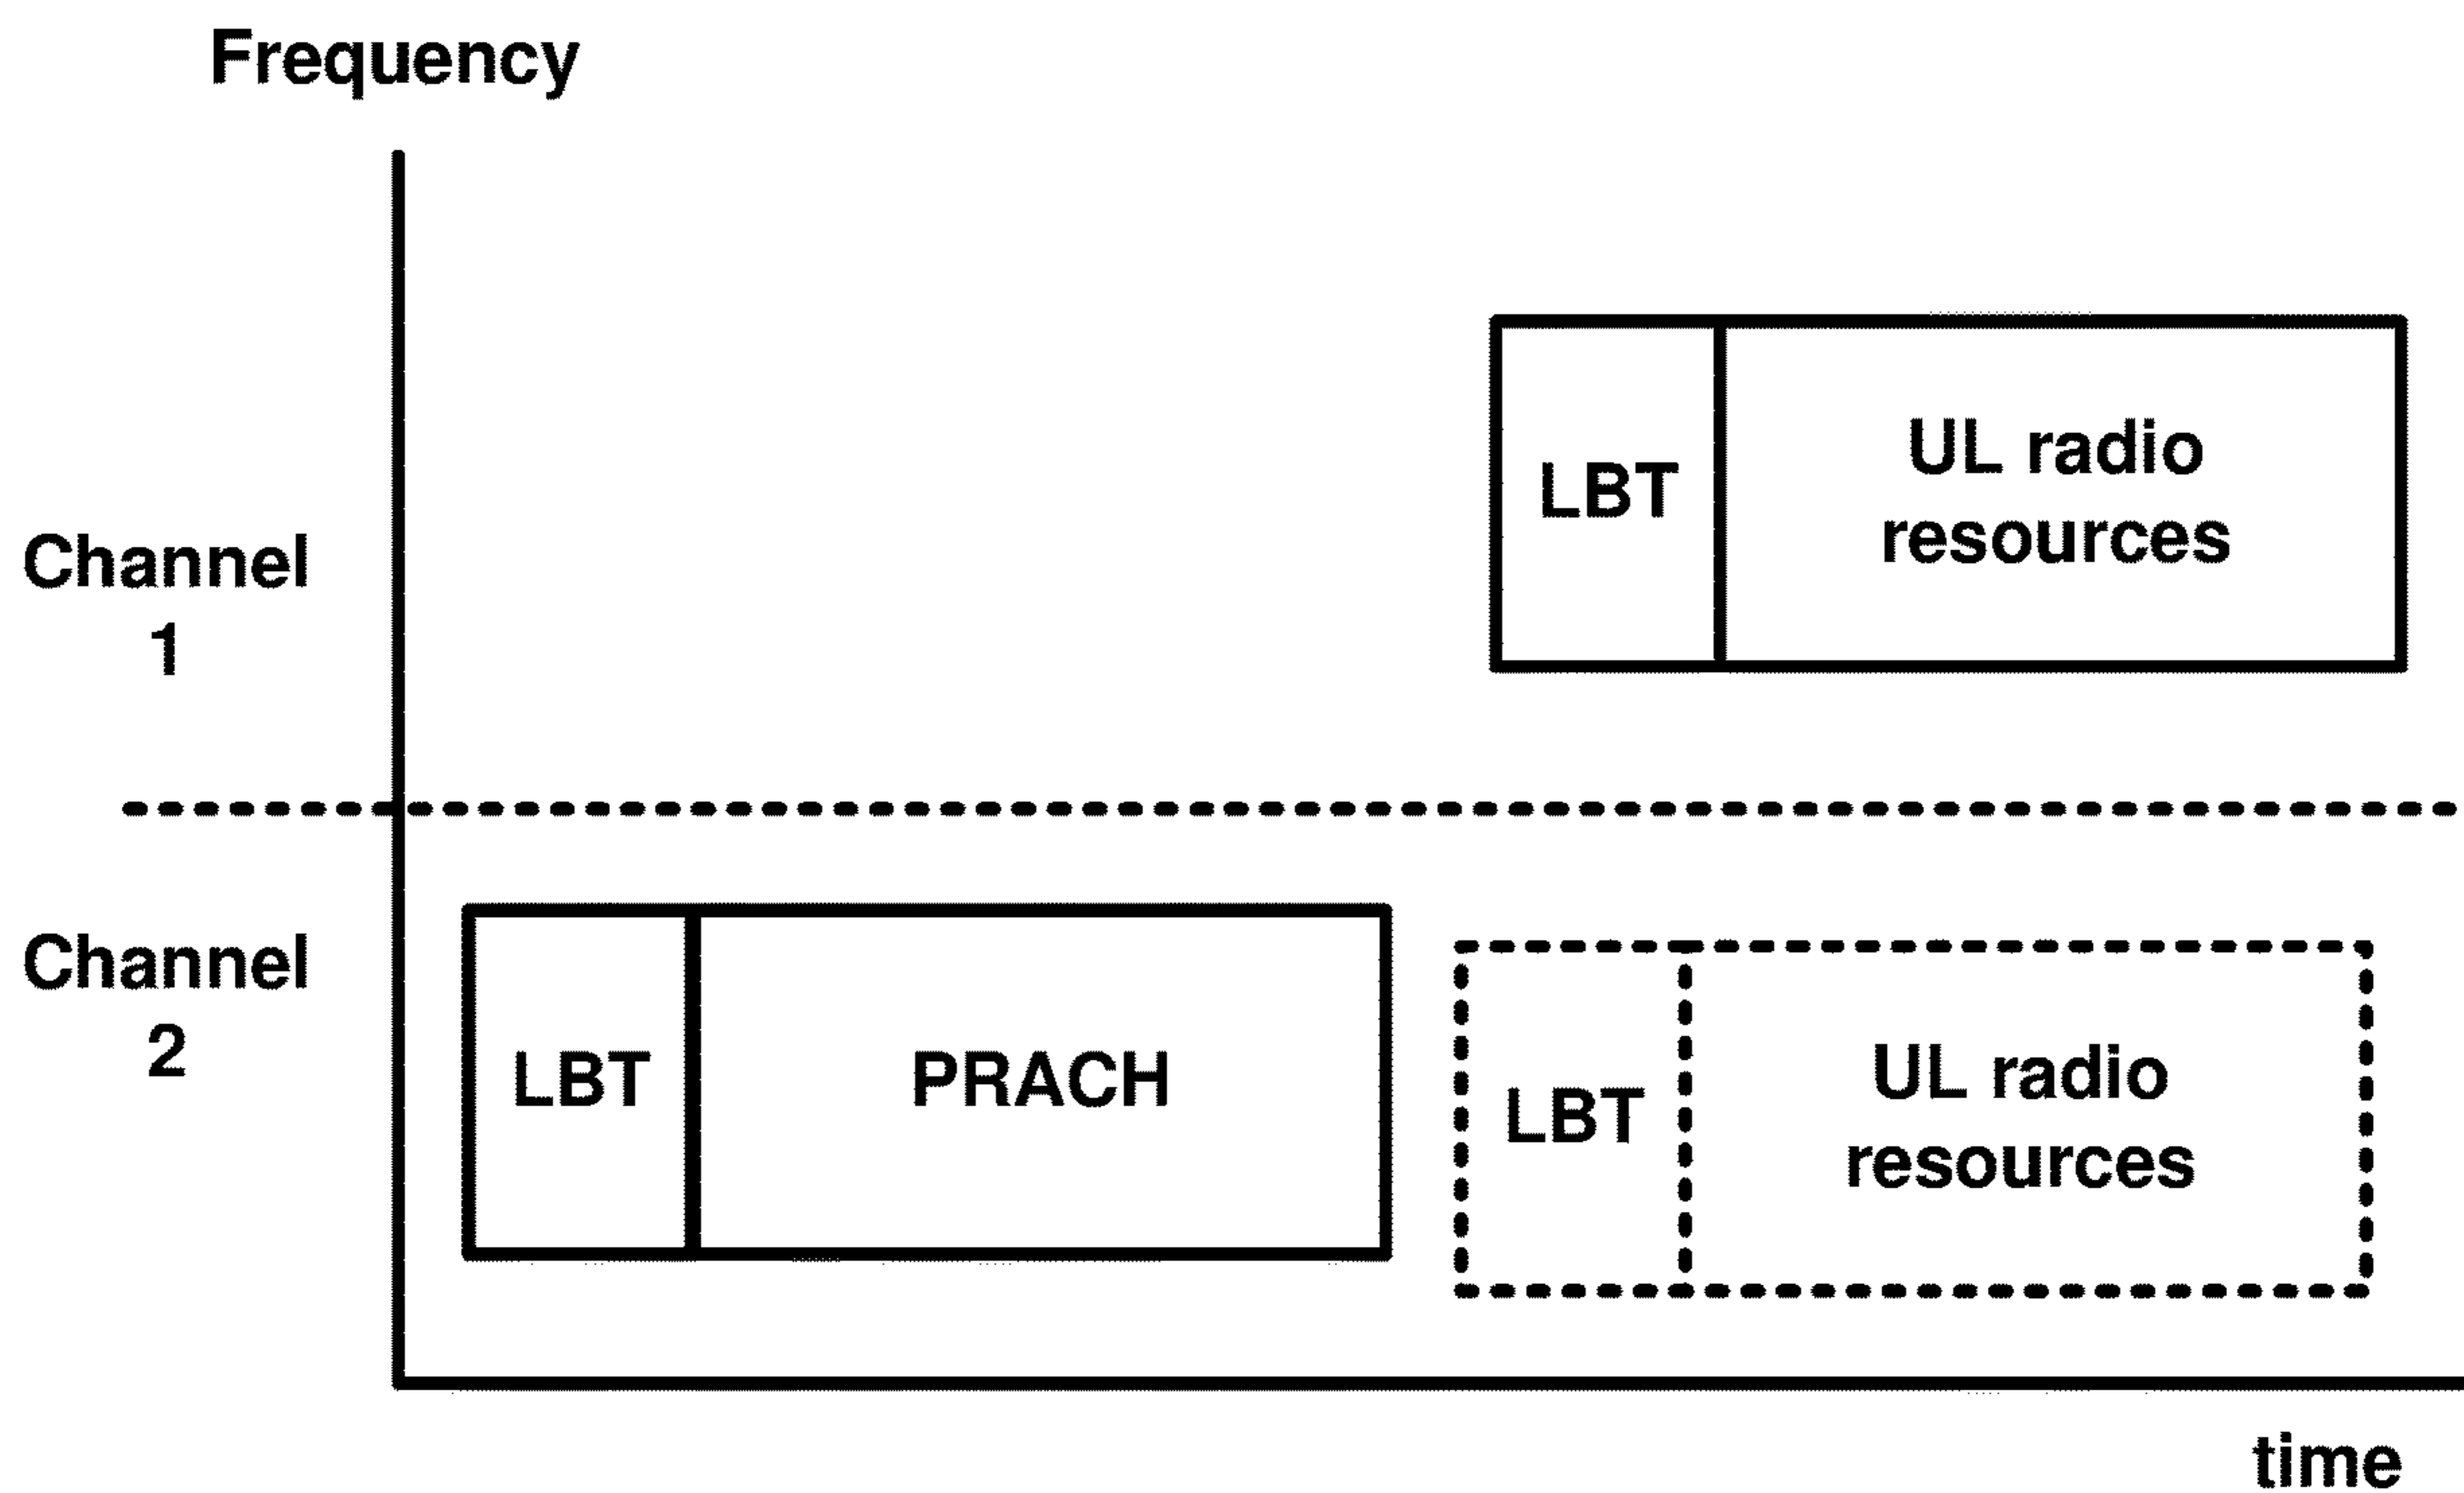 Frequency
Channel
1
LBT
UL radio
resources
Channel
2
LBT
PRACH
LBT
UL radio
resources
time